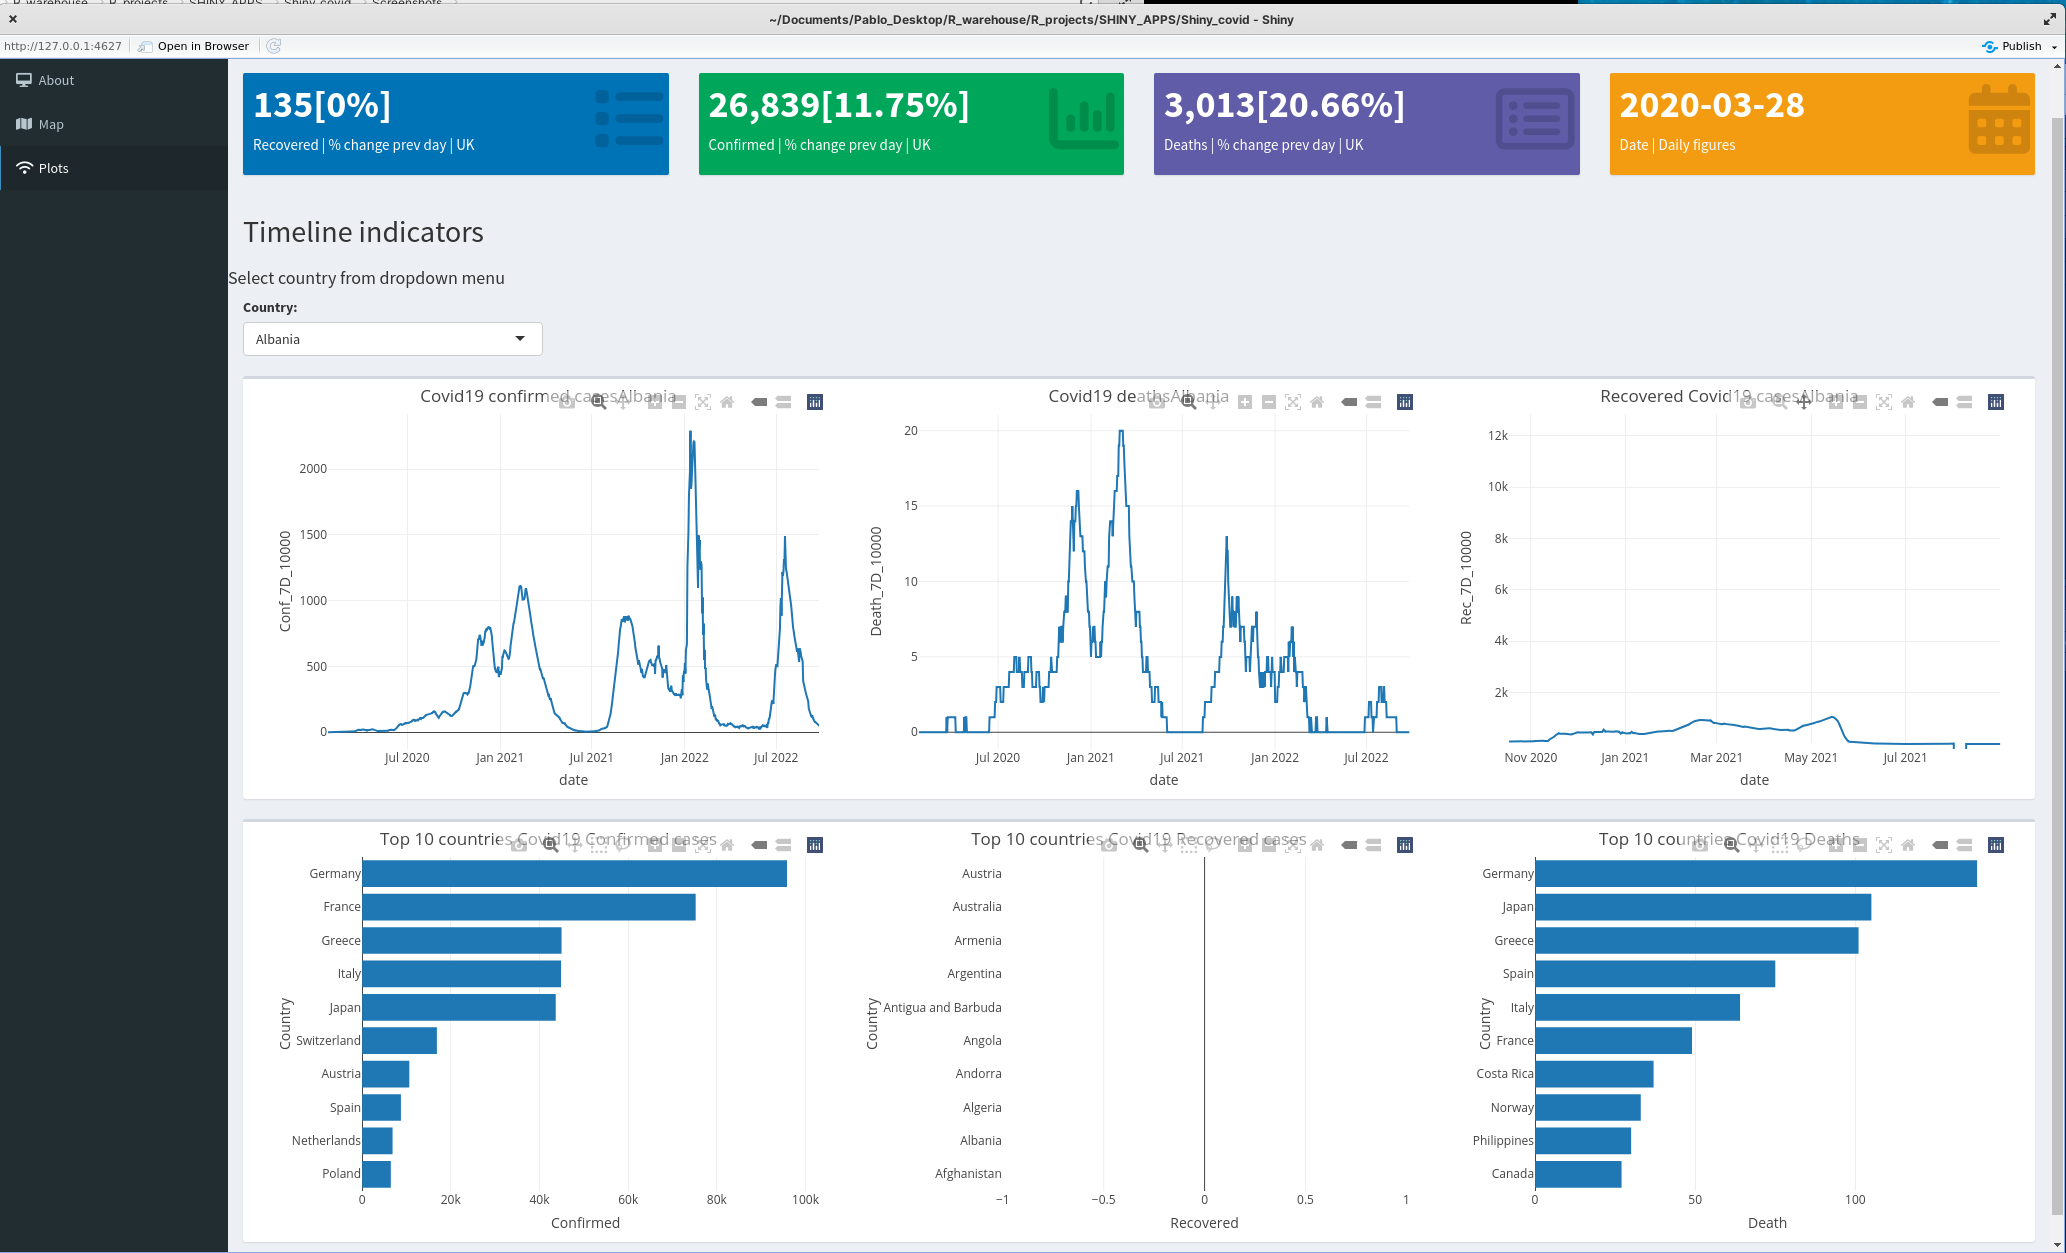 ~/Documents/Pablo_Desktop/R_warehouse/R_projects/SHINY_APPS/Shiny_covid - Shiny
http://127.0.0.1:4627 Open in Browser Publish
About
Map
Plots
135[0%]
Recovered | % change prev day | UK
26,839[11.75%]
Confirmed | % change prev day | UK
3,013[20.66%]
Deaths | % change prev day | UK
2020-03-28
Date | Daily figures
Timeline indicators
Select country from dropdown menu
Country:
Albania
Covid19 confirmed casesAlbania
Conf_7D_10000
2000
1500
1000
500
0
Jul 2020 Jan 2021 Jul 2021 Jan 2022 Jul 2022
date
Covid19 deathsAlbania
Death_7D_10000
20
15
10
5
0
Jul 2020 Jan 2021 Jul 2021 Jan 2022 Jul 2022
date
Recovered Covid19 casesAlbania
Rec_7D_10000
12k
10k
8k
6k
4k
2k
Nov 2020 Jan 2021 Mar 2021 May 2021 Jul 2021
date
Top 10 countries Covid19 Confirmed cases
Country
Germany
France
Greece
Italy
Japan
Switzerland
Austria
Spain
Netherlands
Poland
0 20k 40k 60k 80k 100k
Confirmed
Top 10 countries Covid19 Recovered cases
Country
Austria
Australia
Armenia
Argentina
Antigua and Barbuda
Angola
Andorra
Algeria
Albania
Afghanistan
−1 −0.5 0 0.5 1
Recovered
Top 10 countries Covid19 Deaths
Country
Germany
Japan
Greece
Spain
Italy
France
Costa Rica
Norway
Philippines
Canada
0 50 100
Death